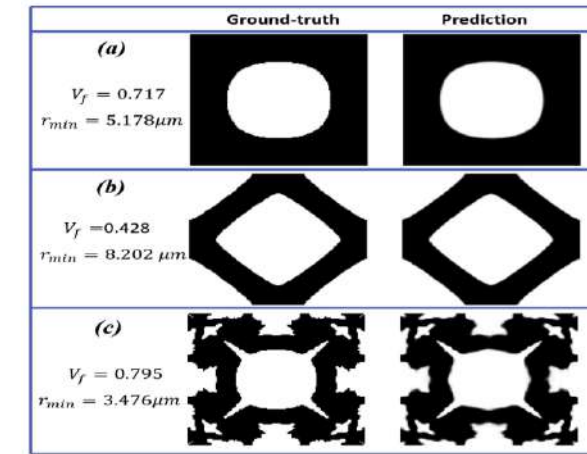 Ground-truth Prediction
(a)
V_f = 0.717
r_min = 5.178μm
(b)
V_f =0.428
r_min = 8.202 μm
(c)
V_f = 0.795
r_min = 3.476μm